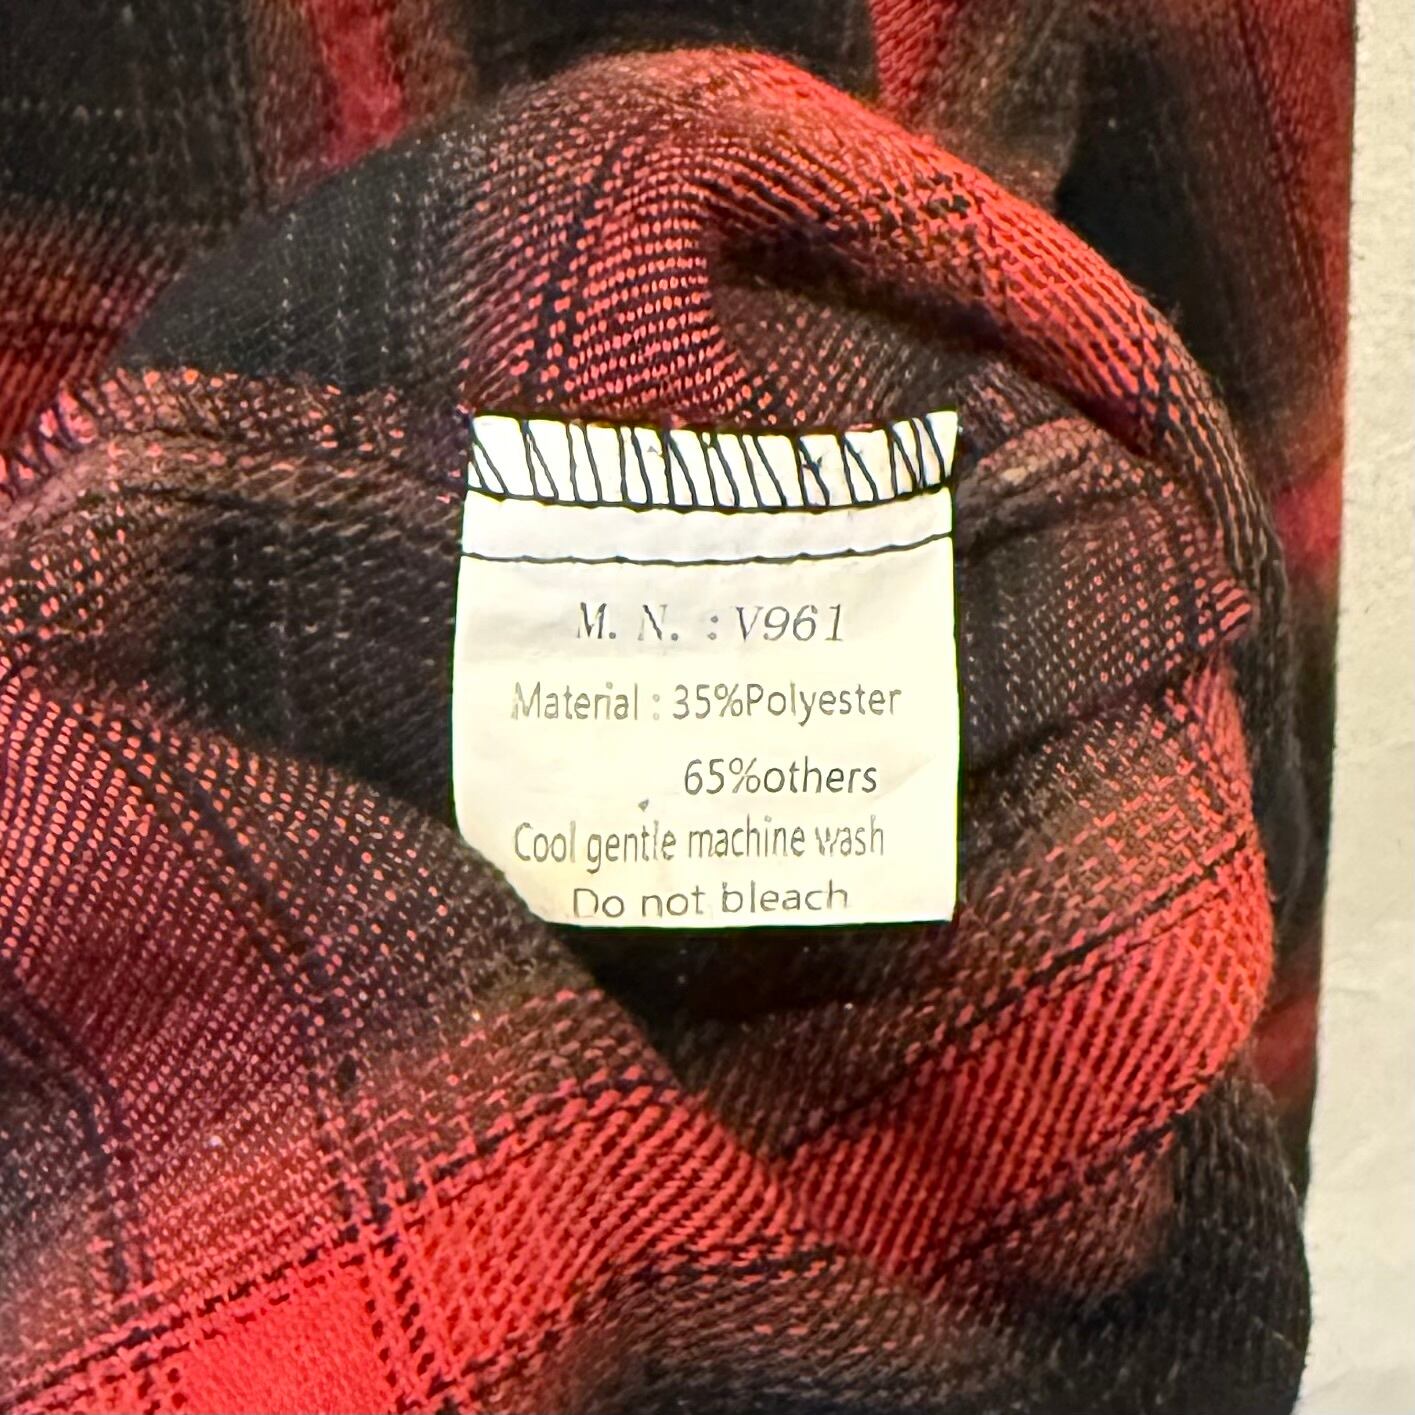 M. N. : V961
Material : 35%Polyester
65%others
Cool gentle machine wash
Do not bleach